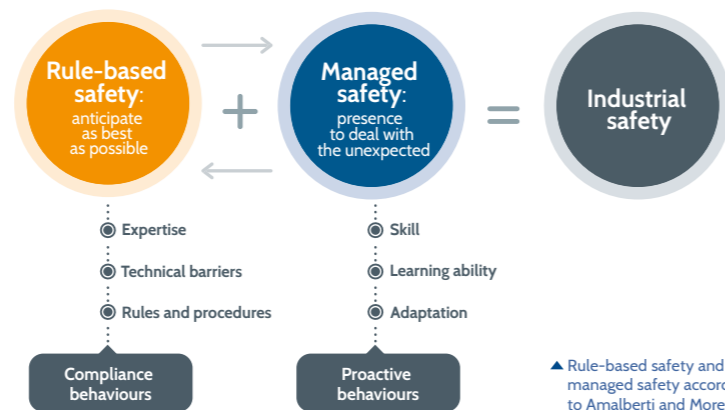 Rule-based
safety:
anticipate
as best
as possible
+
Managed
safety:
presence
to deal with
the unexpected
=
Industrial
safety
Expertise
Technical barriers
Rules and procedures
Compliance
behaviours
Skill
Learning ability
Adaptation
Proactive
behaviours
Rule-based safety and
managed safety
to Amalberti and